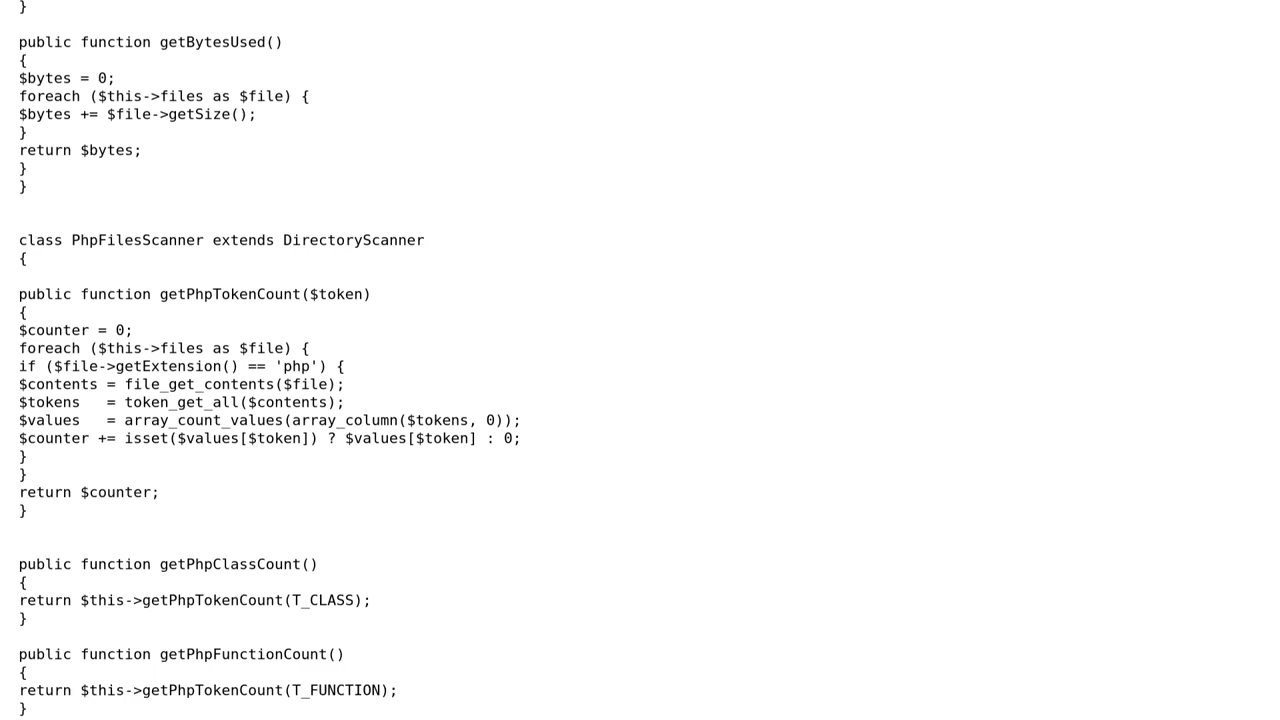 }
public function getBytesUsed()
{
$bytes = 0;
foreach ($this->files as $file) {
$bytes += $file->getSize();
}
return $bytes;
}
}
class PhpFilesScanner extends DirectoryScanner
{
public function getPhpTokenCount($token)
{
$counter = 0;
foreach ($this->files as $file) {
if ($file->getExtension() == 'php') {
$contents = file_get_contents($file);
$tokens   = token_get_all($contents);
$values   = array_count_values(array_column($tokens, 0));
$counter += isset($values[$token]) ? $values[$token] : 0;
}
}
return $counter;
}
public function getPhpClassCount()
{
return $this->getPhpTokenCount(T_CLASS);
}
public function getPhpFunctionCount()
{
return $this->getPhpTokenCount(T_FUNCTION);
}